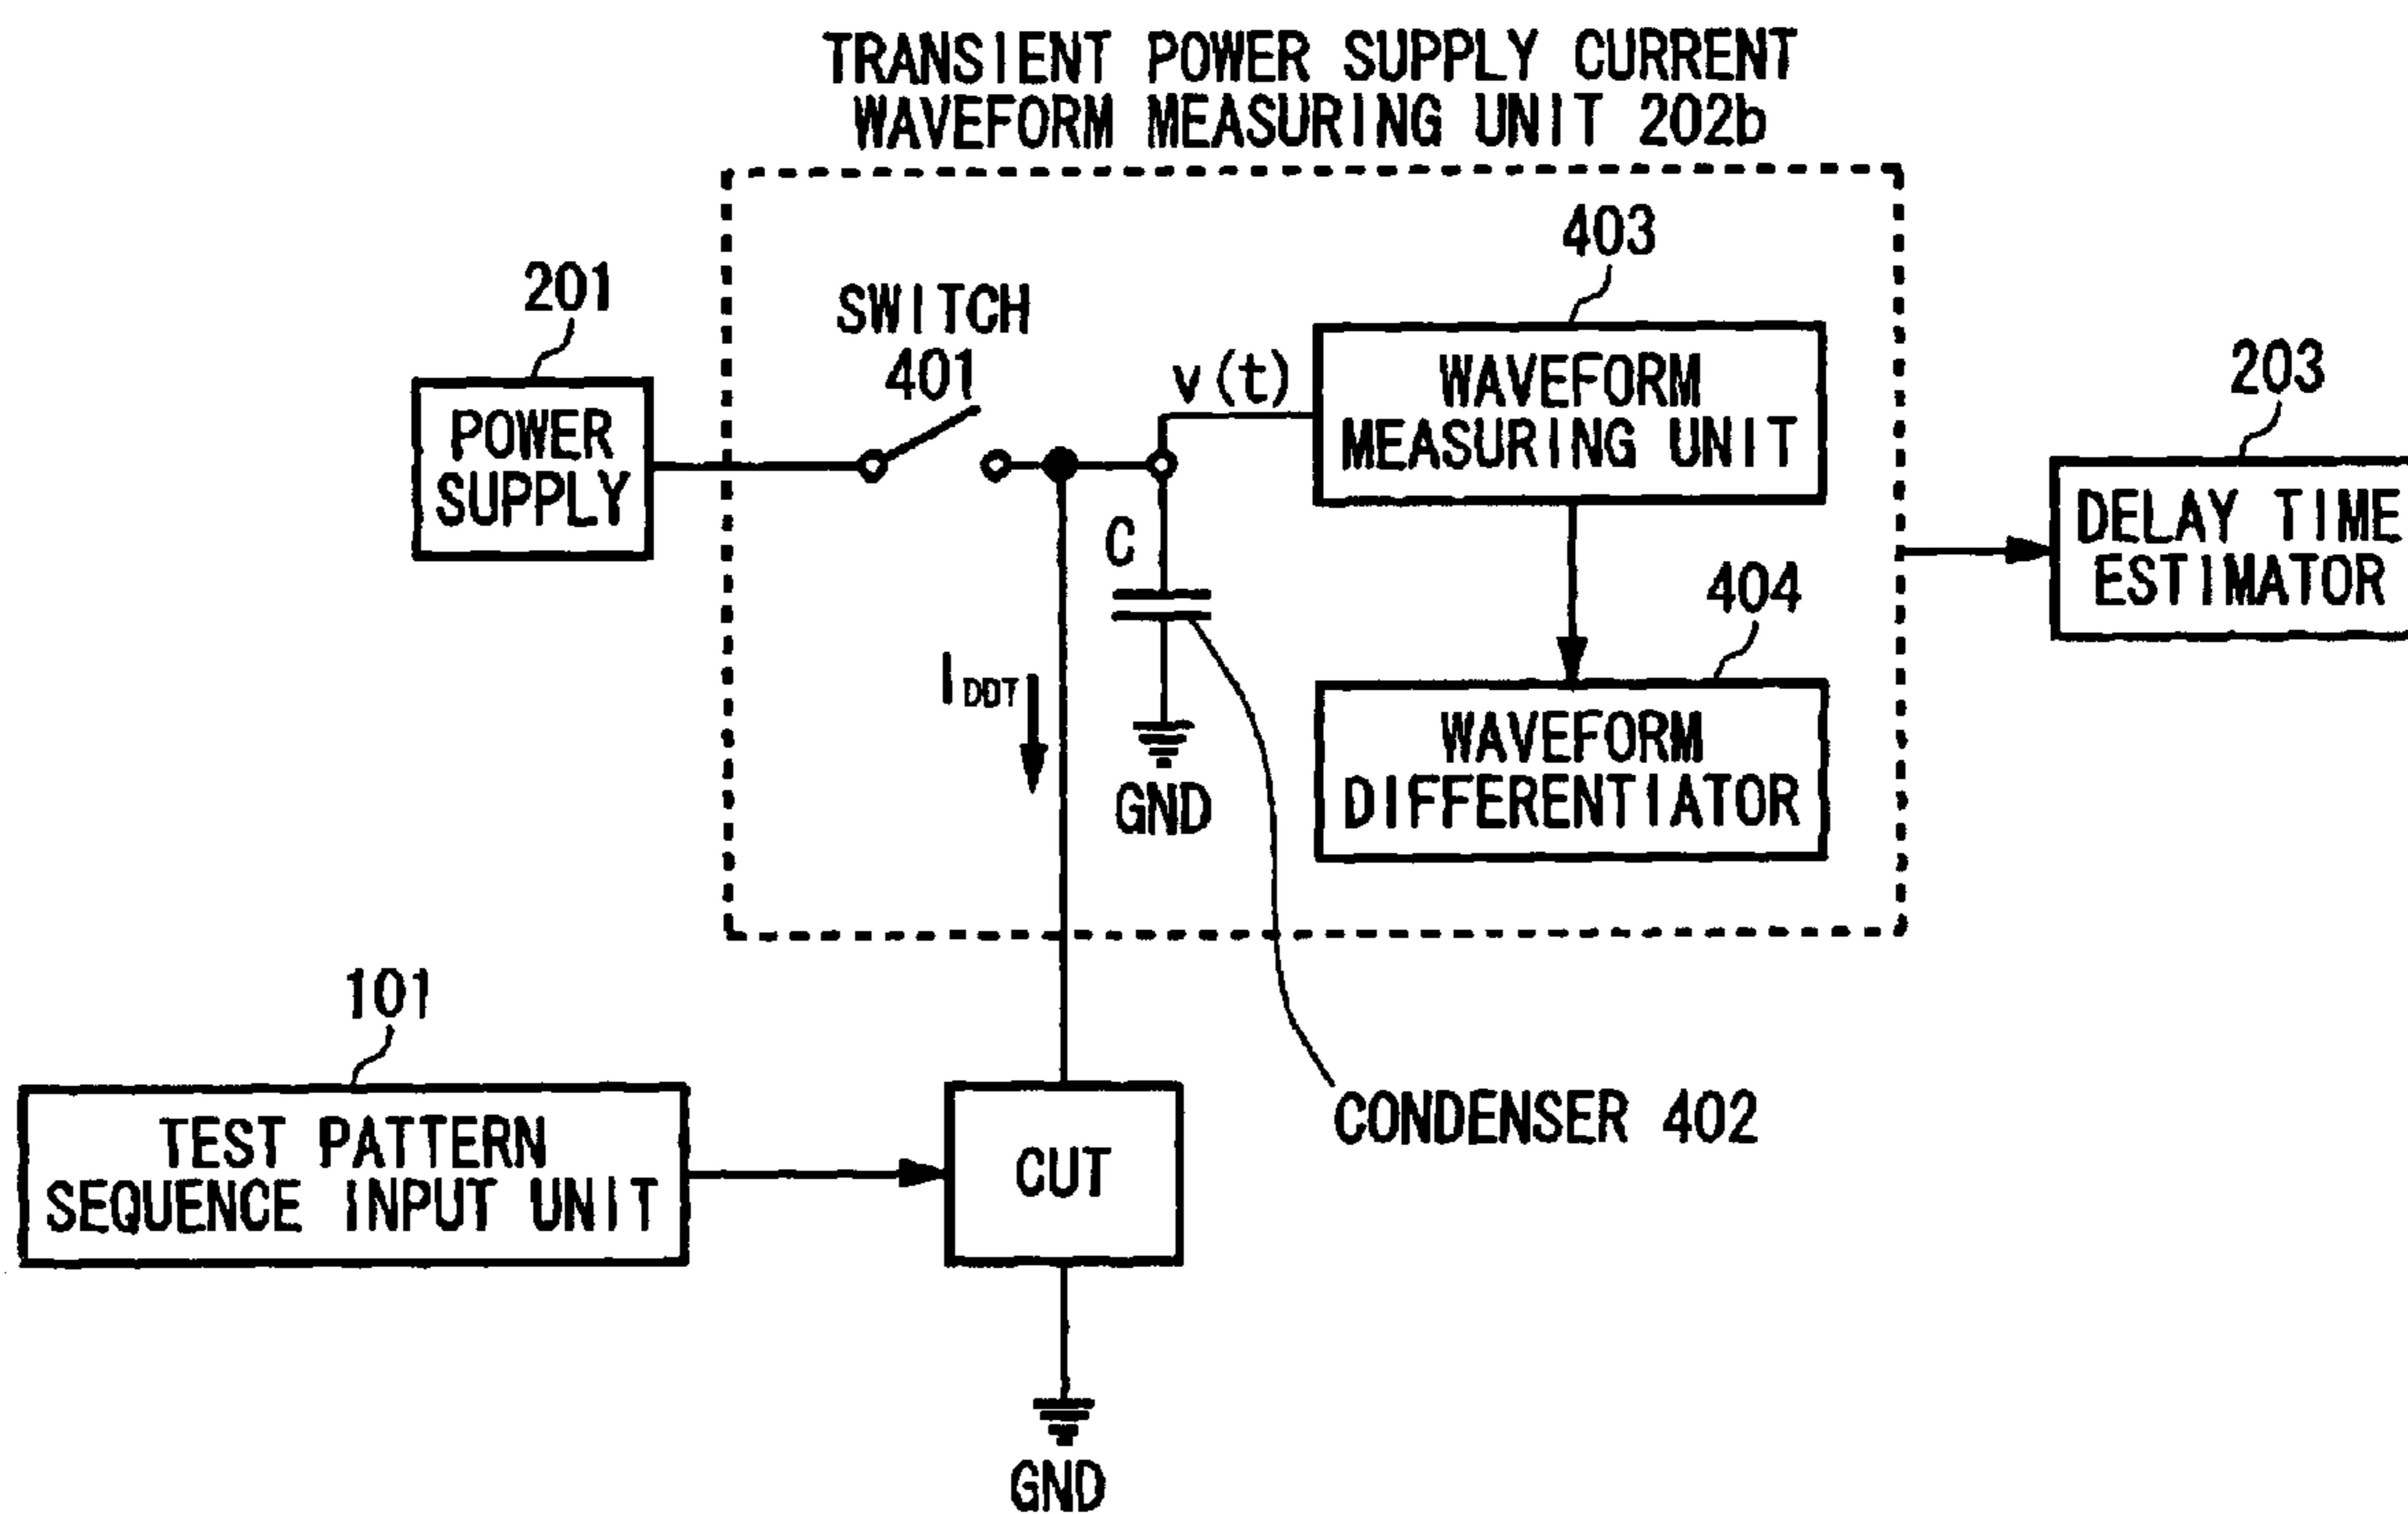 TRANSIENT POWER SUPPLY CURRENT
WAVEFORM MEASURING UNIT 202b
403
201
SWITCH
401
v(t)
WAVEFORM
MEASURING UNIT
203
POWER
SUPPLY
DELAY TIME
ESTIMATOR
C
404
IDDT
WAVEFORM
DIFFERENTIATOR
GND
101
CONDENSER 402
TEST PATTERN
SEQUENCE INPUT UNIT
CUT
GND